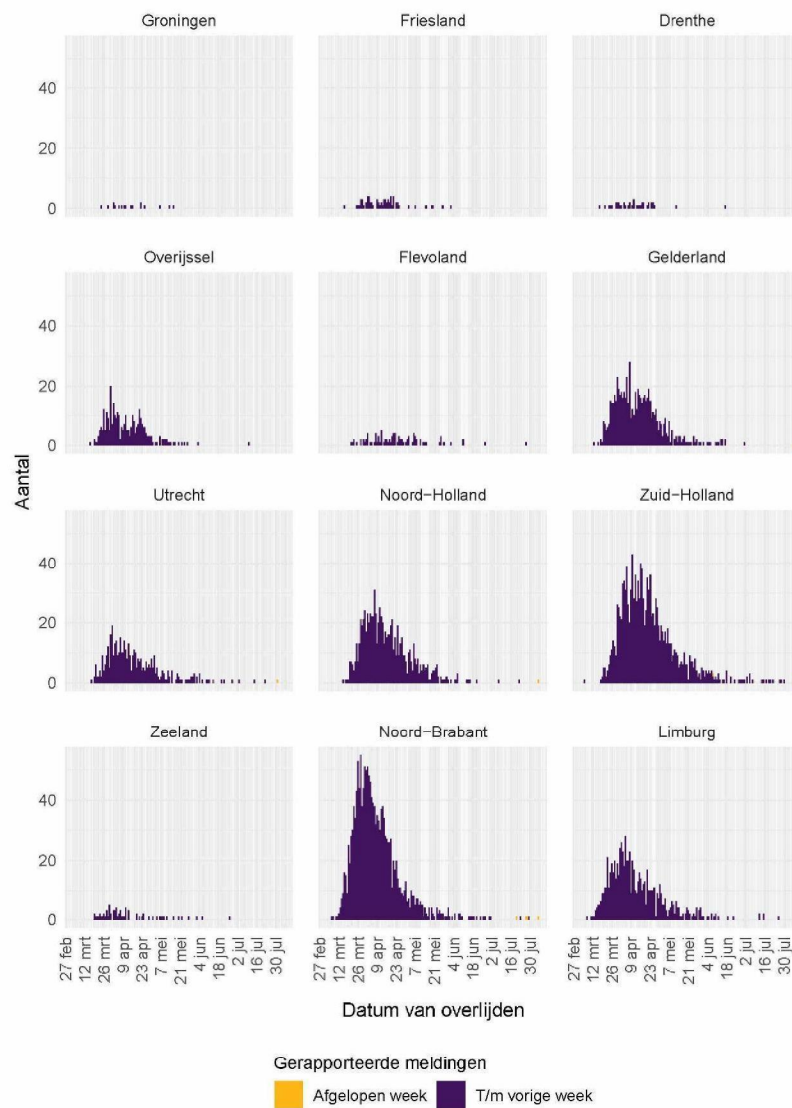 Groningen Friesland Drenthe
40
20
0
Overijssel Flevoland Gelderland
40
20
0
Aantal
Utrecht Noord-Holland Zuid-Holland
40
20
0
Zeeland Noord-Brabant Limburg
40
20
0
27 feb 12 mrt 26 mrt 9 apr 23 apr 7 mei 21 mei 4 jun 18 jun 2 jul 16 jul 30 jul 27 feb 12 mrt 26 mrt 9 apr 23 apr 7 mei 21 mei 4 jun 18 jun 2 jul 16 jul 30 jul 27 feb 12 mrt 26 mrt 9 apr 23 apr 7 mei 21 mei 4 jun 18 jun 2 jul 16 jul 30 jul
Datum van overlijden
Gerapporteerde meldingen
Afgelopen week T/m vorige week